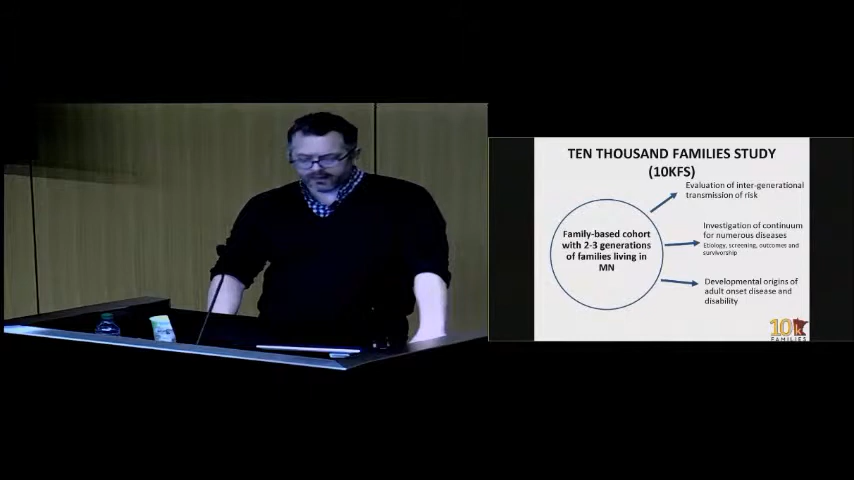 TEN THOUSAND FAMILIES STUDY
(10KFS)
Evaluation of inter-generational
transmission of risk
Family-based cohort
with 2-3 generations
of families living in
MN
Investigation of continuum
for numerous diseases
Etiology, screening, outcomes and
survivorship
Developmental origins of
adult onset disease and
disability
10K
FAMILIES